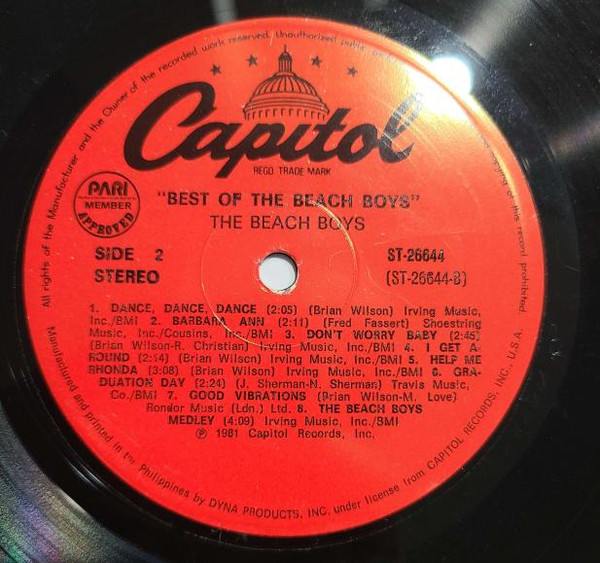 All rights of the Manufacturer and the Owner of the recorded work reserved. Unauthorized public
copying of this record prohibited.
Capitol
REGD. TRADE MARK
PARI
MEMBER
APPROVED
"BEST OF THE BEACH BOYS"
THE BEACH BOYS
SIDE 2
ST-26644
STEREO
(ST-26644-B)
1. DANCE, DANCE, DANCE (2:05) (Brian Wilson) Irving Music,
Inc./BMI 2. BARBARA ANN (2:11) (Fred Fassert) Shoestring
Music, Inc./Cousins, Inc./BMI 3. DON'T WORRY BABY (2:45)
(Brian Wilson-R. Christian) Irving Music, Inc./BMI 4. I GET A-
ROUND (2:14) (Brian Wilson) Irving Music, Inc/BMI 5. HELP ME
RHONDA (3:08) (Brian Wilson) Irving Music, Inc/BMI 6. GRA-
DUATION DAY (2:24) (J. Sherman-N. Sherman) Travis Music,
Co./BMI 7. GOOD VIBRATIONS (Brian Wilson-M. Love)
Rondor Music (Ldn.) Ltd. 8. THE BEACH BOYS
MEDLEY (4:09) Irving Music, Inc./BMI
℗ 1981 Capitol Records, Inc.
Manufactured and printed in the Philippines by DYNA PRODUCTS, INC. under license from CAPITOL RECORDS, INC., U.S.A.